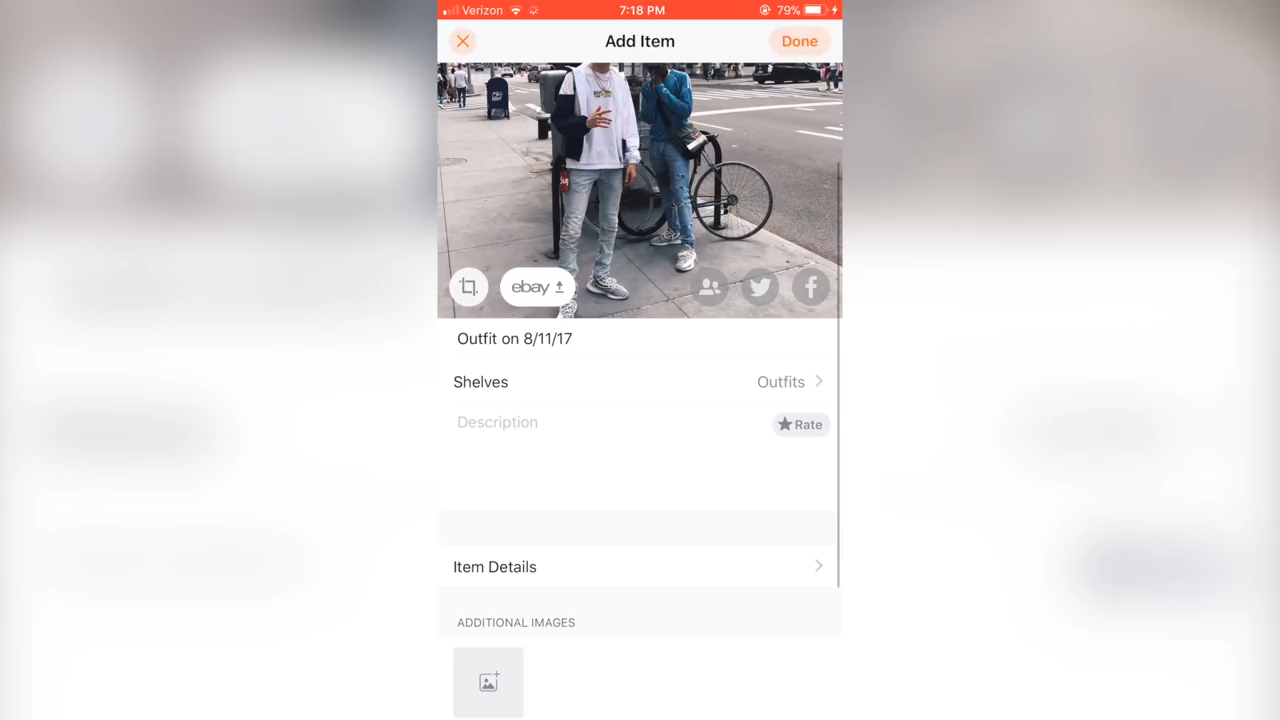 Verizon 7:18 PM 79%
Add Item
Done
Sup
ebay
Outfit on 8/11/17
Shelves
Outfits
Description
Rate
Item Details
ADDITIONAL IMAGES